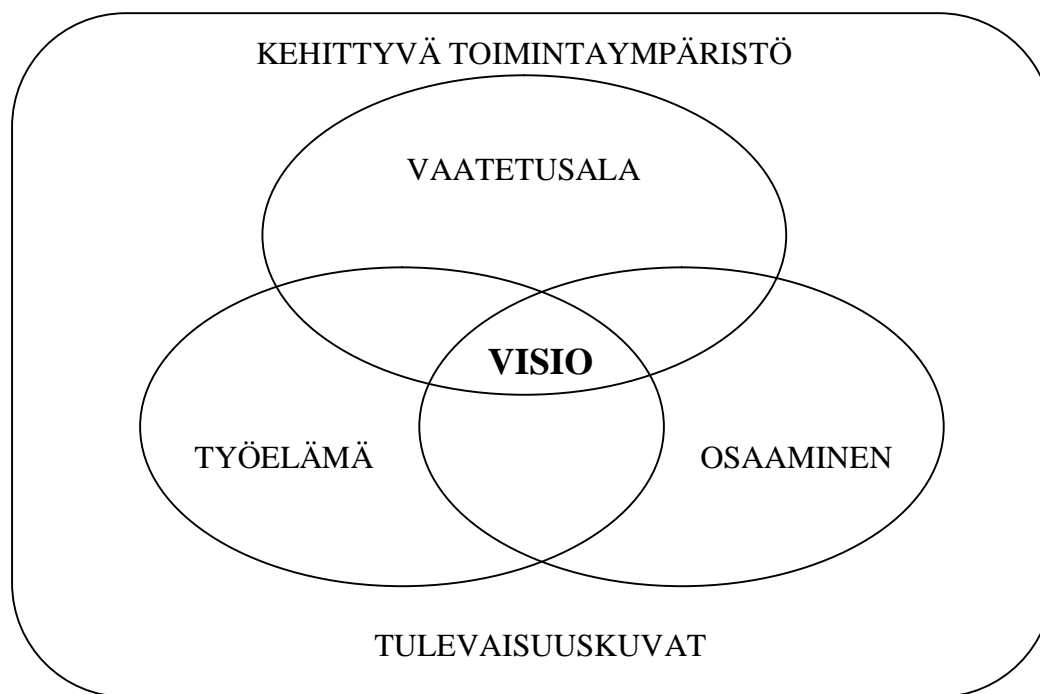 KEHITTYVÄ TOIMINTAYMPÄRISTÖ
VAATETUSALA
VISIO
TYÖELÄMÄ
OSAAMINEN
TULEVAISUUSKUVAT